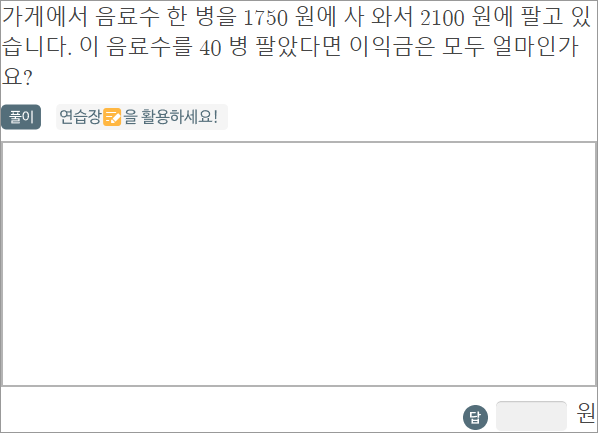 가게에서 음료수 한 병을 1750 원에 사 와서 2100 원에 팔고 있
습니다. 이 음료수를 40 병 팔았다면 이익금은 모두 얼마인가
요?
풀이 연습장을 활용하세요!
답 원